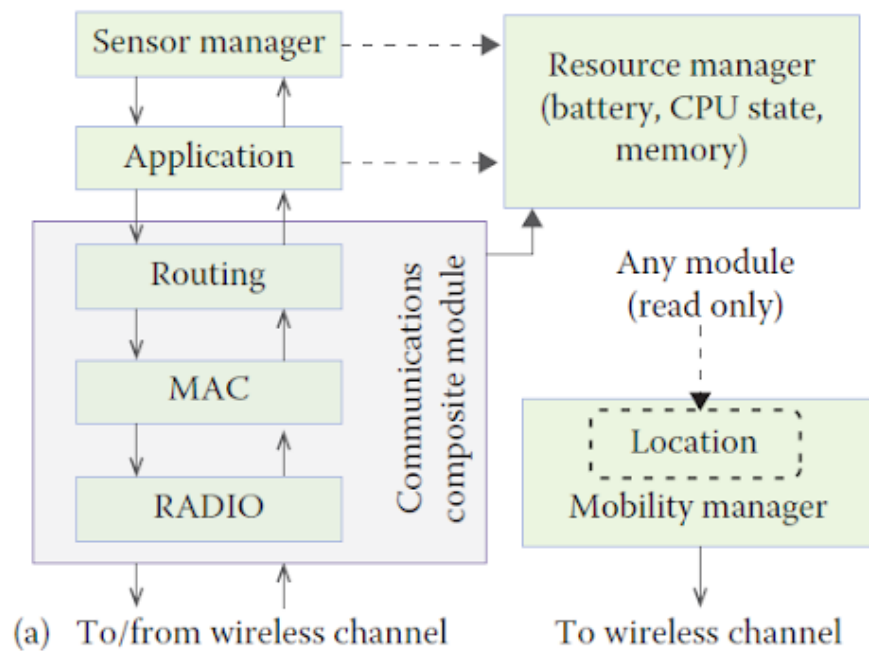 Sensor manager
Application
Routing
MAC
RADIO
Communications
composite module
(a) To/from wireless channel
Resource manager
(battery, CPU state,
memory)
Any module
(read only)
Location
Mobility manager
To wireless channel